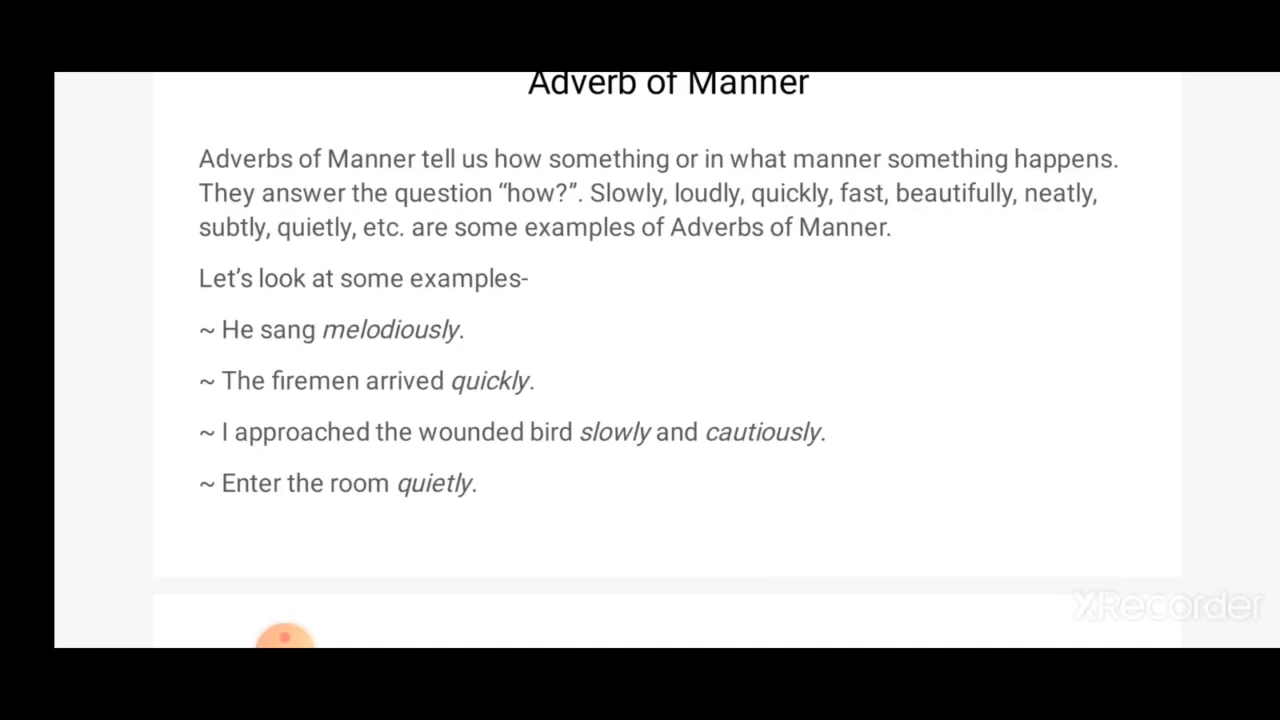 Adverb of Manner
Adverbs of Manner tell us how something or in what manner something happens.
They answer the question “how?”. Slowly, loudly, quickly, fast, beautifully, neatly,
subtly, quietly, etc. are some examples of Adverbs of Manner.
Let’s look at some examples-
~ He sang melodiously.
~ The firemen arrived quickly.
~ I approached the wounded bird slowly and cautiously.
~ Enter the room quietly.
XRecorder